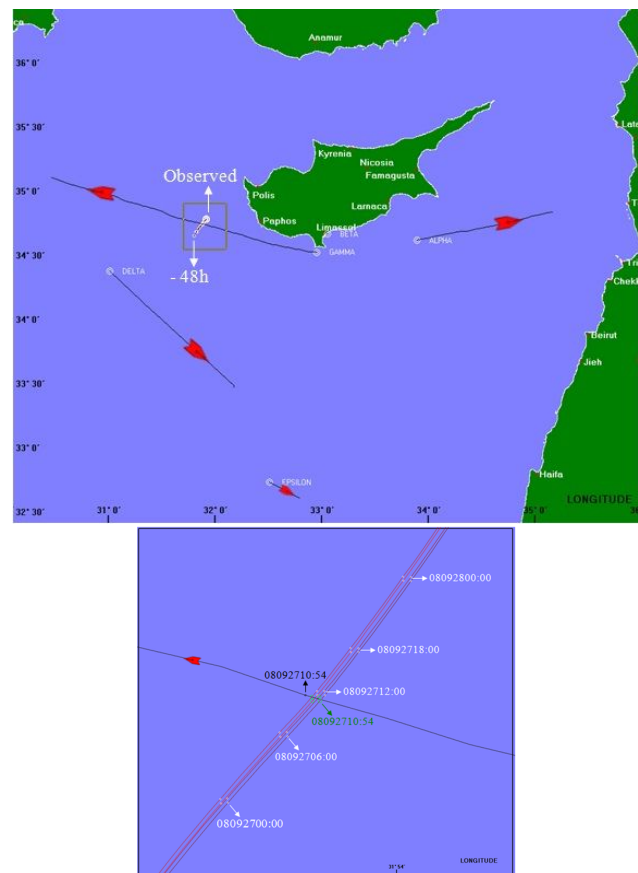 Anamur
36° 0'
35° 30'
Kyrenia
Nicosia
Famagusta
Observed
35° 0'
Polis
Larnaca
Paphos
Limassol
BETA
34° 30'
GAMMA
ALPHA
- 48h
DELTA
Chekk
34° 0'
Beirut
Jieh
33° 30'
33° 0'
EPSILON
Haifa
LONGITUDE
32° 30'
31° 0'
32° 0'
33° 0'
34° 0'
35° 0'
36
08092800:00
08092718:00
08092710:54
08092712:00
08092710:54
08092706:00
08092700:00
31° 54'
LONGITUDE